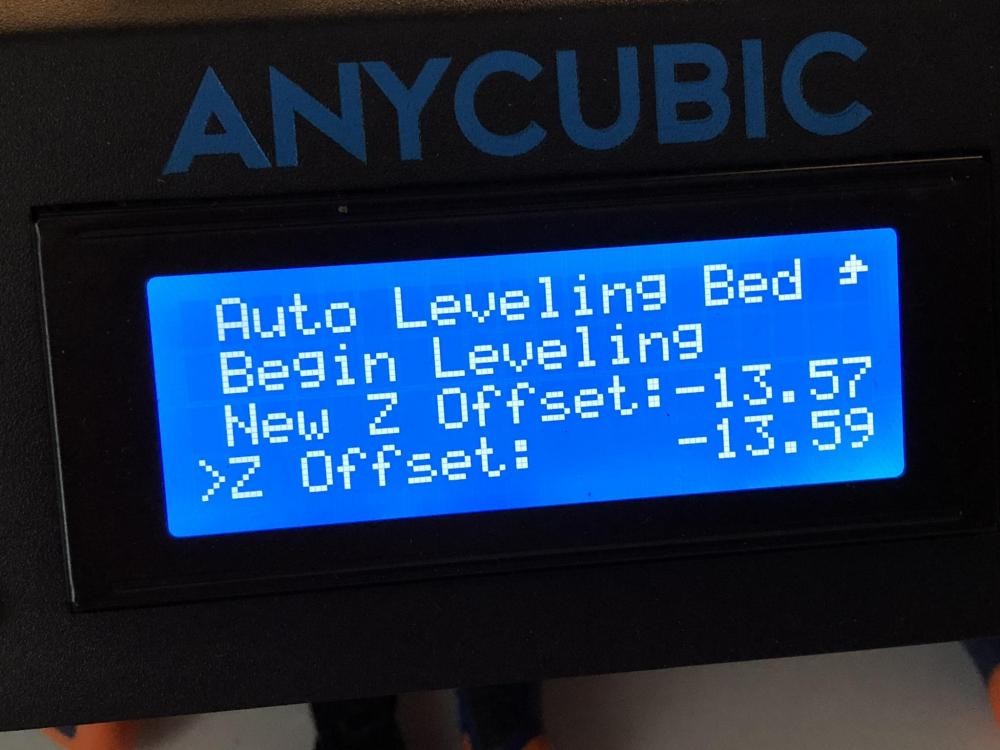 ANYCUBIC
Auto Leveling Bed ⬏
Begin Leveling
New Z Offset:-13.57
>Z Offset: -13.59